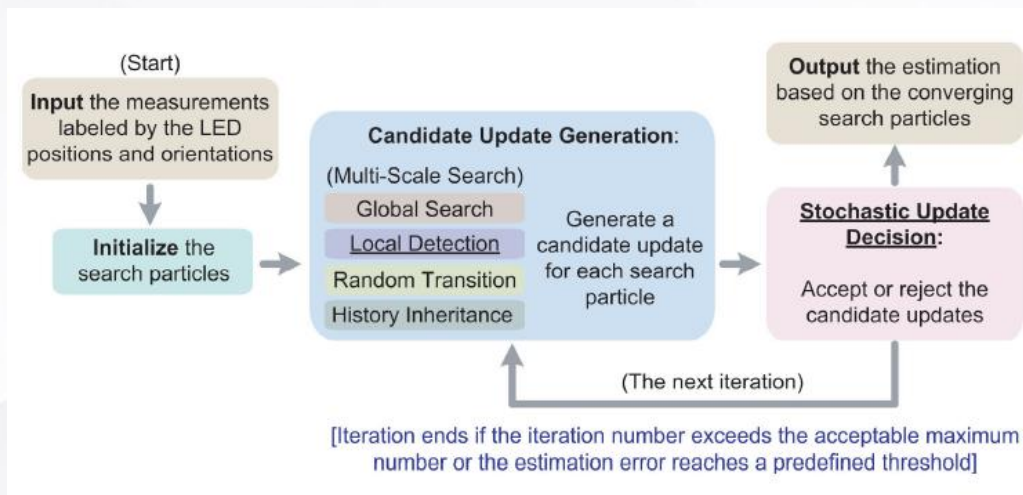 (Start)
Input the measurements
labeled by the LED
positions and orientations
Initialize the
search particles
Candidate Update Generation:
(Multi-Scale Search)
Global Search
Local Detection
Random Transition
History Inheritance
Generate a
candidate update
for each search
particle
Stochastic Update
Decision:
Accept or reject the
candidate updates
Output the estimation
based on the converging
search particles
(The next iteration)
[Iteration ends if the iteration number exceeds the acceptable maximum
number or the estimation error reaches a predefined threshold]